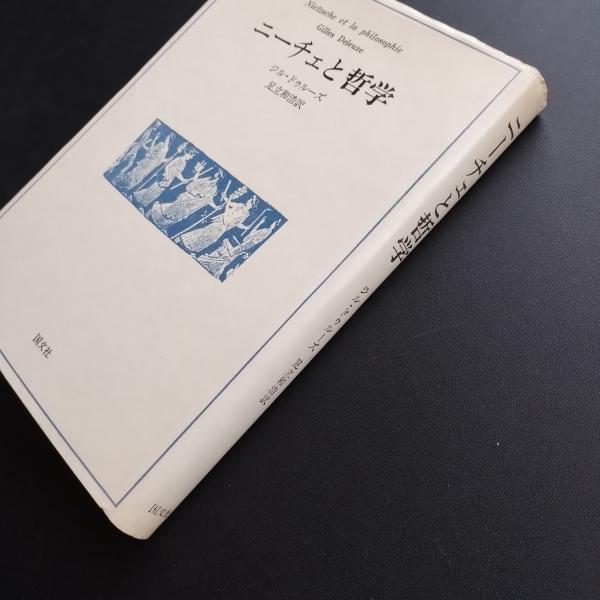 Nietzsche et la philosophie
Gilles Deleuze
ニーチェと哲学
ジル・ドゥルーズ
足立和浩訳
国文社
ニーチェと哲学
ジル・ドゥルーズ 足立和浩訳
国文社